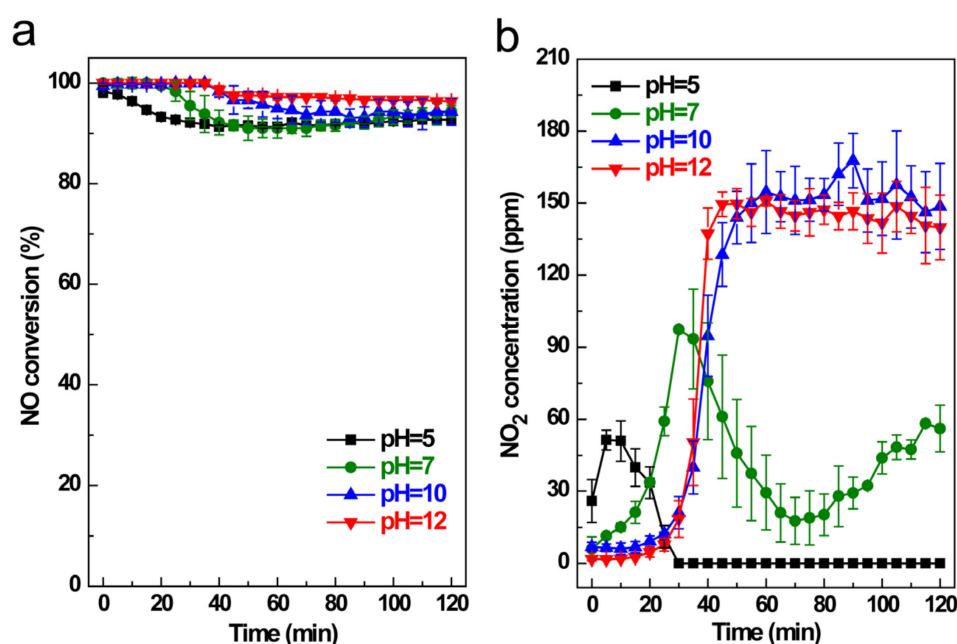 a
NO conversion (%)
100
80
60
40
20
0
pH=5
pH=7
pH=10
pH=12
0 20 40 60 80 100 120
Time (min)
b
NO₂ concentration (ppm)
210
180
150
120
90
60
30
0
pH=5
pH=7
pH=10
pH=12
0 20 40 60 80 100 120
Time (min)